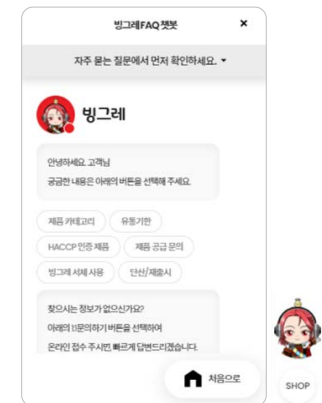 빙그레FAQ챗봇 ×
자주 묻는 질문에서 먼저 확인하세요.
빙그레
안녕하세요. 고객님
궁금한 내용은 아래의 버튼을 선택해 주세요.
제품 카테고리 유통기한
HACCP 인증 제품 제품 공급 문의
빙그레 서체 사용 단산/재출시
찾으시는 정보가 없으신가요?
아래의 1:1문의하기 버튼을 선택하여
온라인 접수 주시면, 빠르게 답변드리겠습니다.
처음으로
SHOP